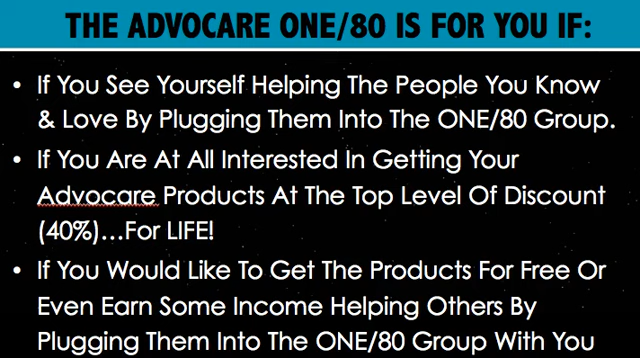 THE ADVOCARE ONE/80 IS FOR YOU IF:
• If You See Yourself Helping The People You Know
& Love By Plugging Them Into The ONE/80 Group.
• If You Are At All Interested In Getting Your
Advocare Products At The Top Level Of Discount
(40%)...For LIFE!
• If You Would Like To Get The Products For Free Or
Even Earn Some Income Helping Others By
Plugging Them Into The ONE/80 Group With You